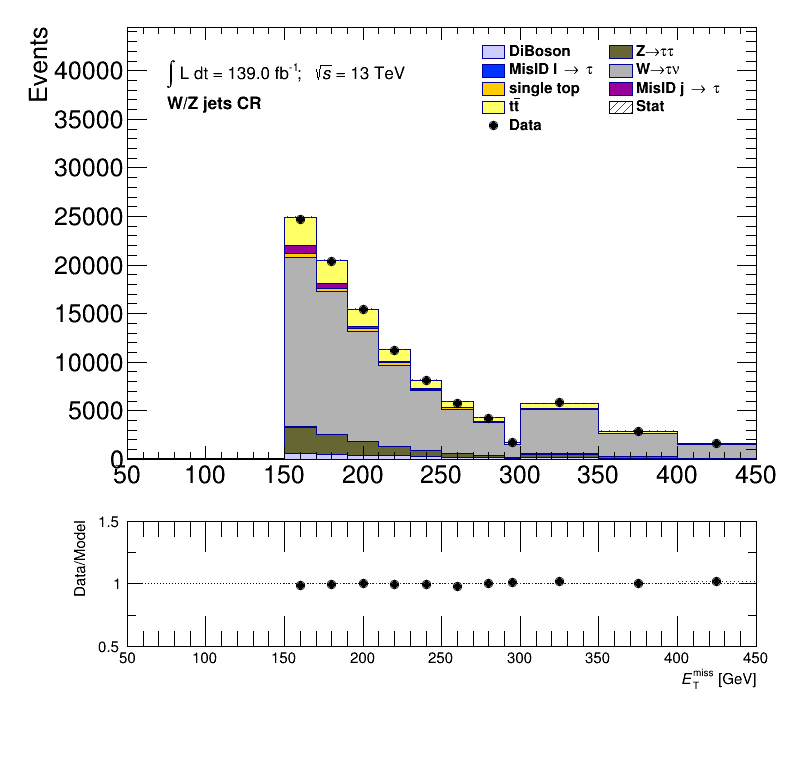 Events
40000
35000
30000
25000
20000
15000
10000
5000
0
50 100 150 200 250 300 350 400 450
∫ L dt = 139.0 fb⁻¹; √s = 13 TeV
W/Z jets CR
DiBoson
MisID l → τ
single top
tt̄
Data
Z→ττ
W→τν
MisID j → τ
Stat
Data/Model
1.5
1
0.5
50 100 150 200 250 300 350 400 450
E_T^miss [GeV]